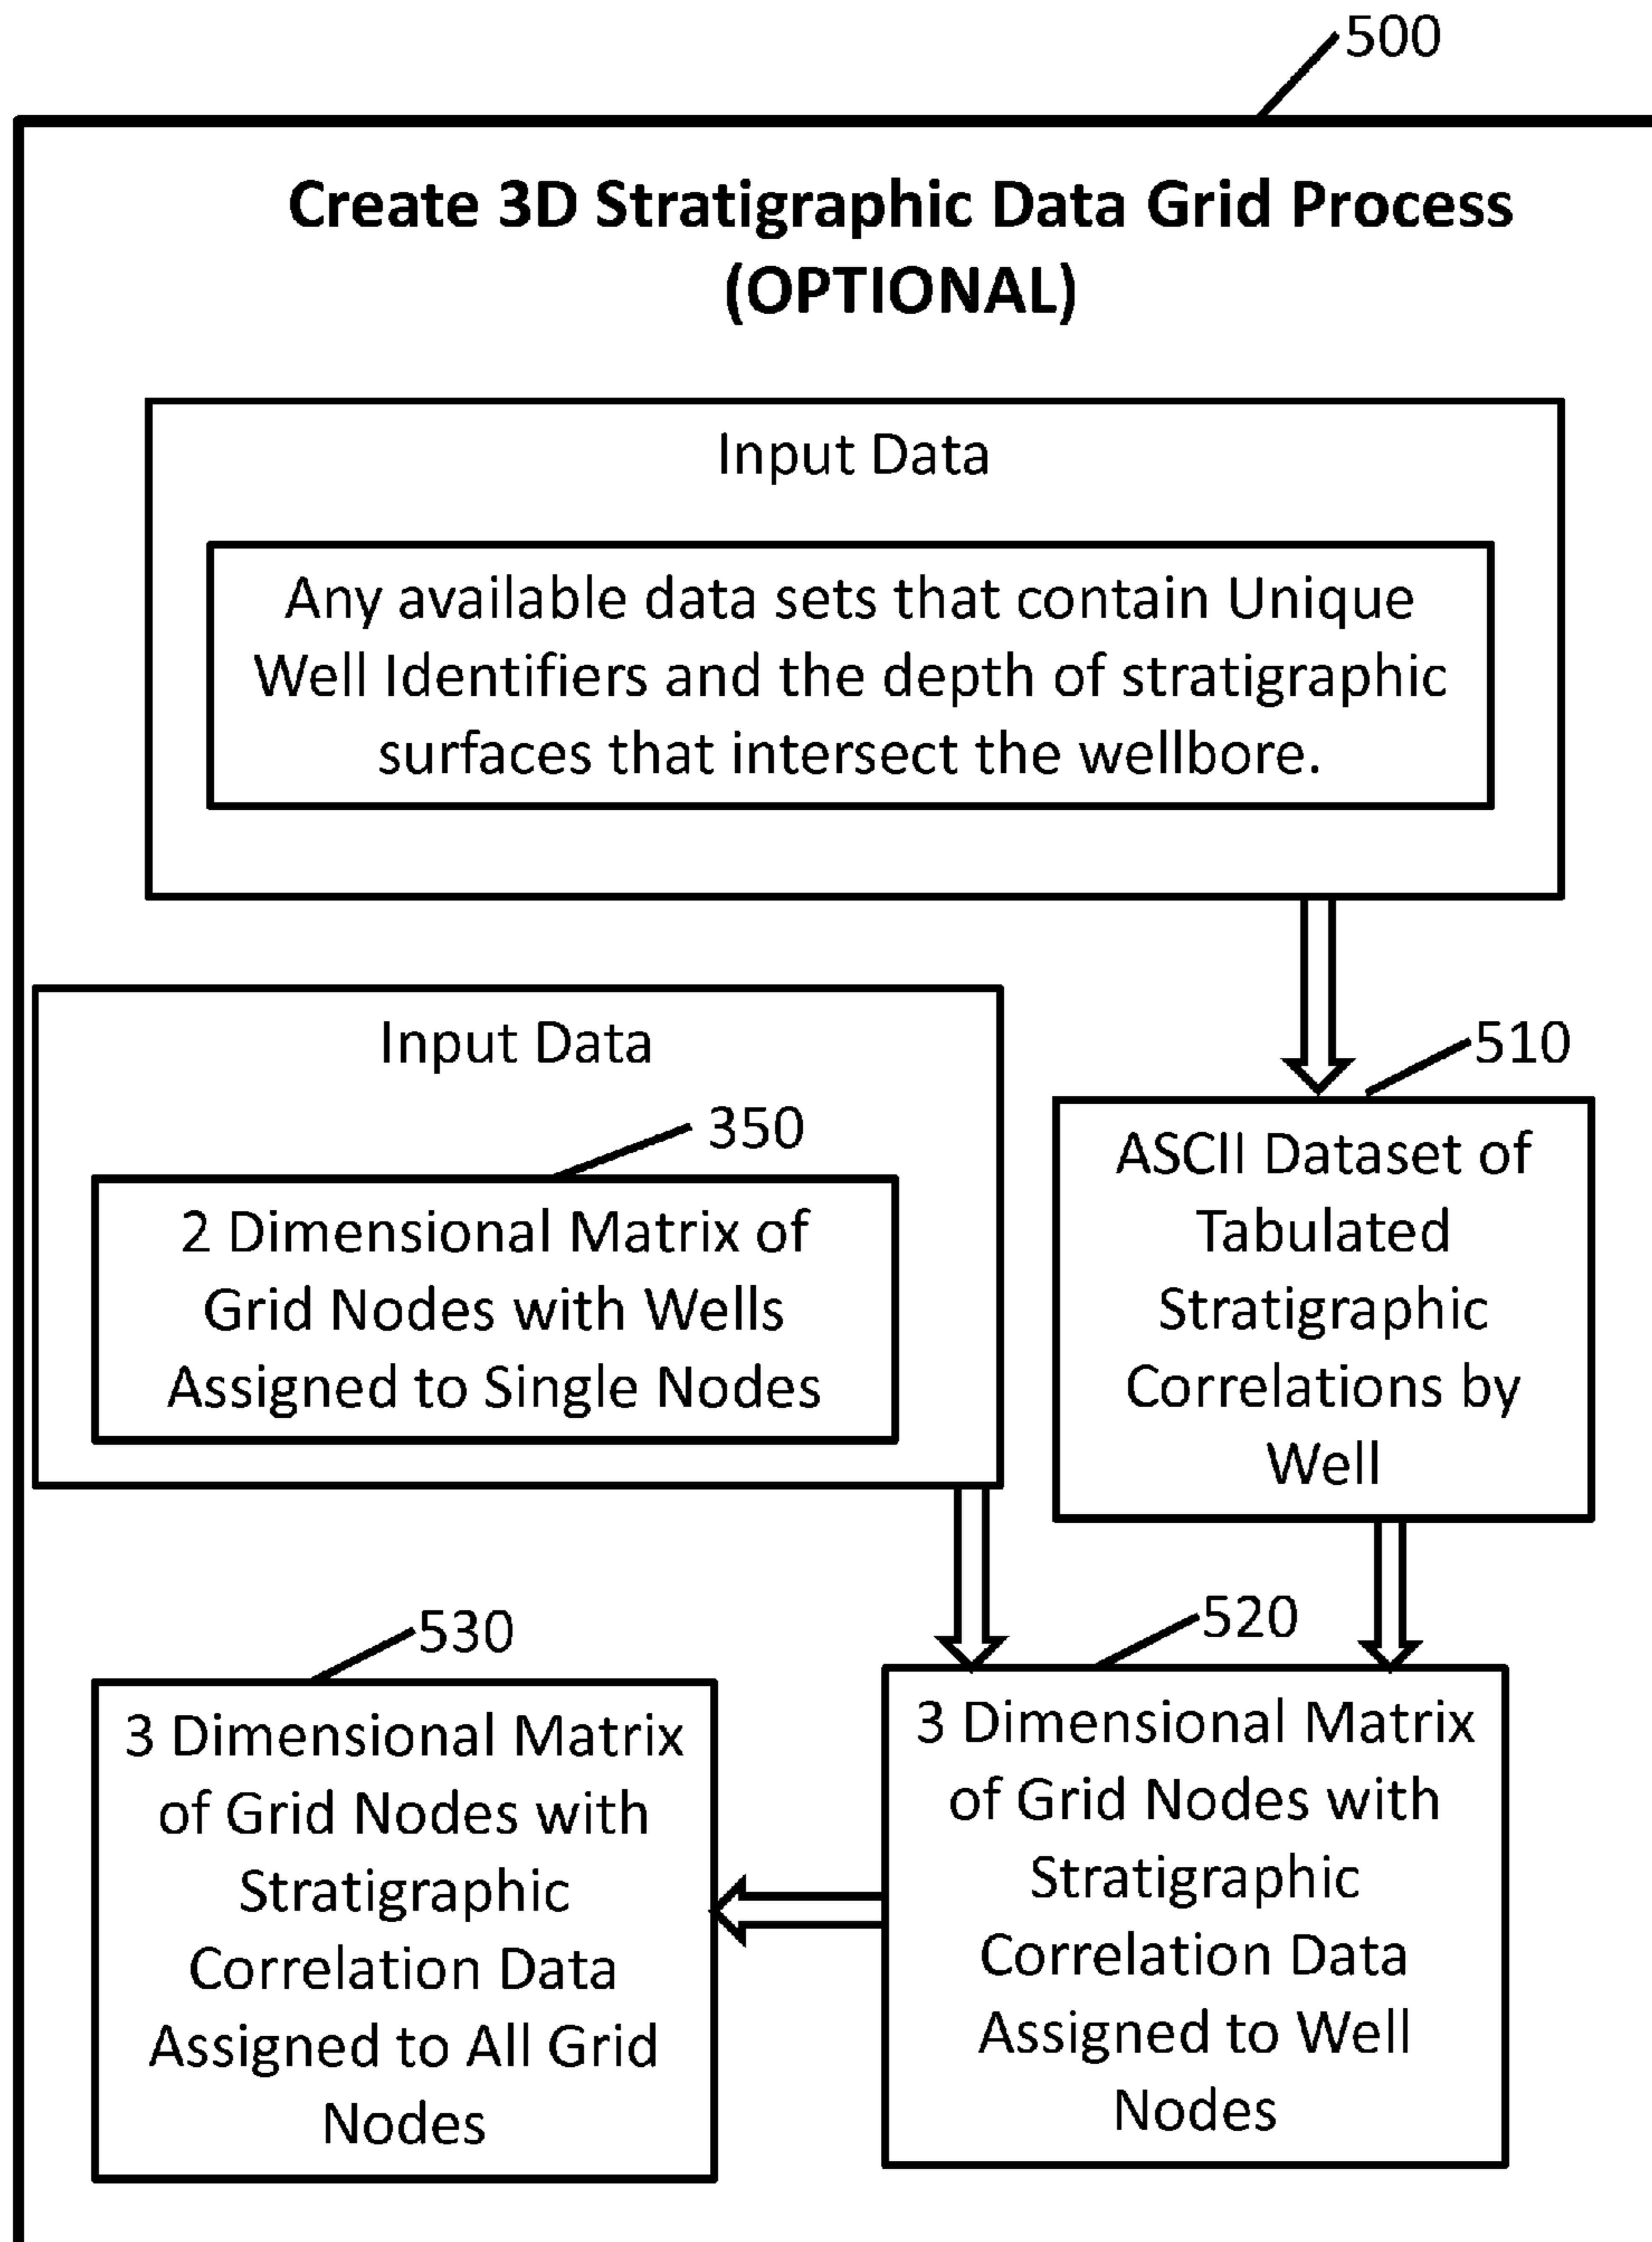 500
Create 3D Stratigraphic Data Grid Process
(OPTIONAL)
Input Data
Any available data sets that contain Unique
Well Identifiers and the depth of stratigraphic
surfaces that intersect the wellbore.
Input Data
350
2 Dimensional Matrix of
Grid Nodes with Wells
Assigned to Single Nodes
510
ASCII Dataset of
Tabulated
Stratigraphic
Correlations by
Well
530
3 Dimensional Matrix
of Grid Nodes with
Stratigraphic
Correlation Data
Assigned to All Grid
Nodes
520
3 Dimensional Matrix
of Grid Nodes with
Stratigraphic
Correlation Data
Assigned to Well
Nodes